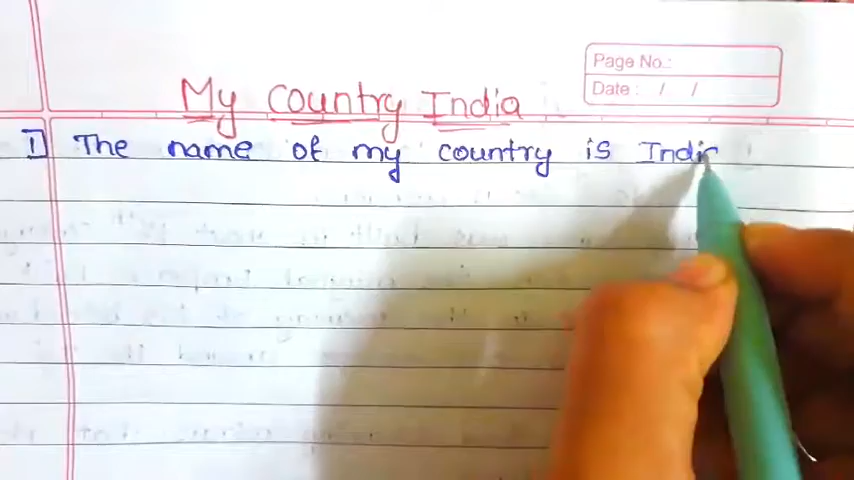 My Country India
Page No.:
Date : / /
1 The name of my country is Indi